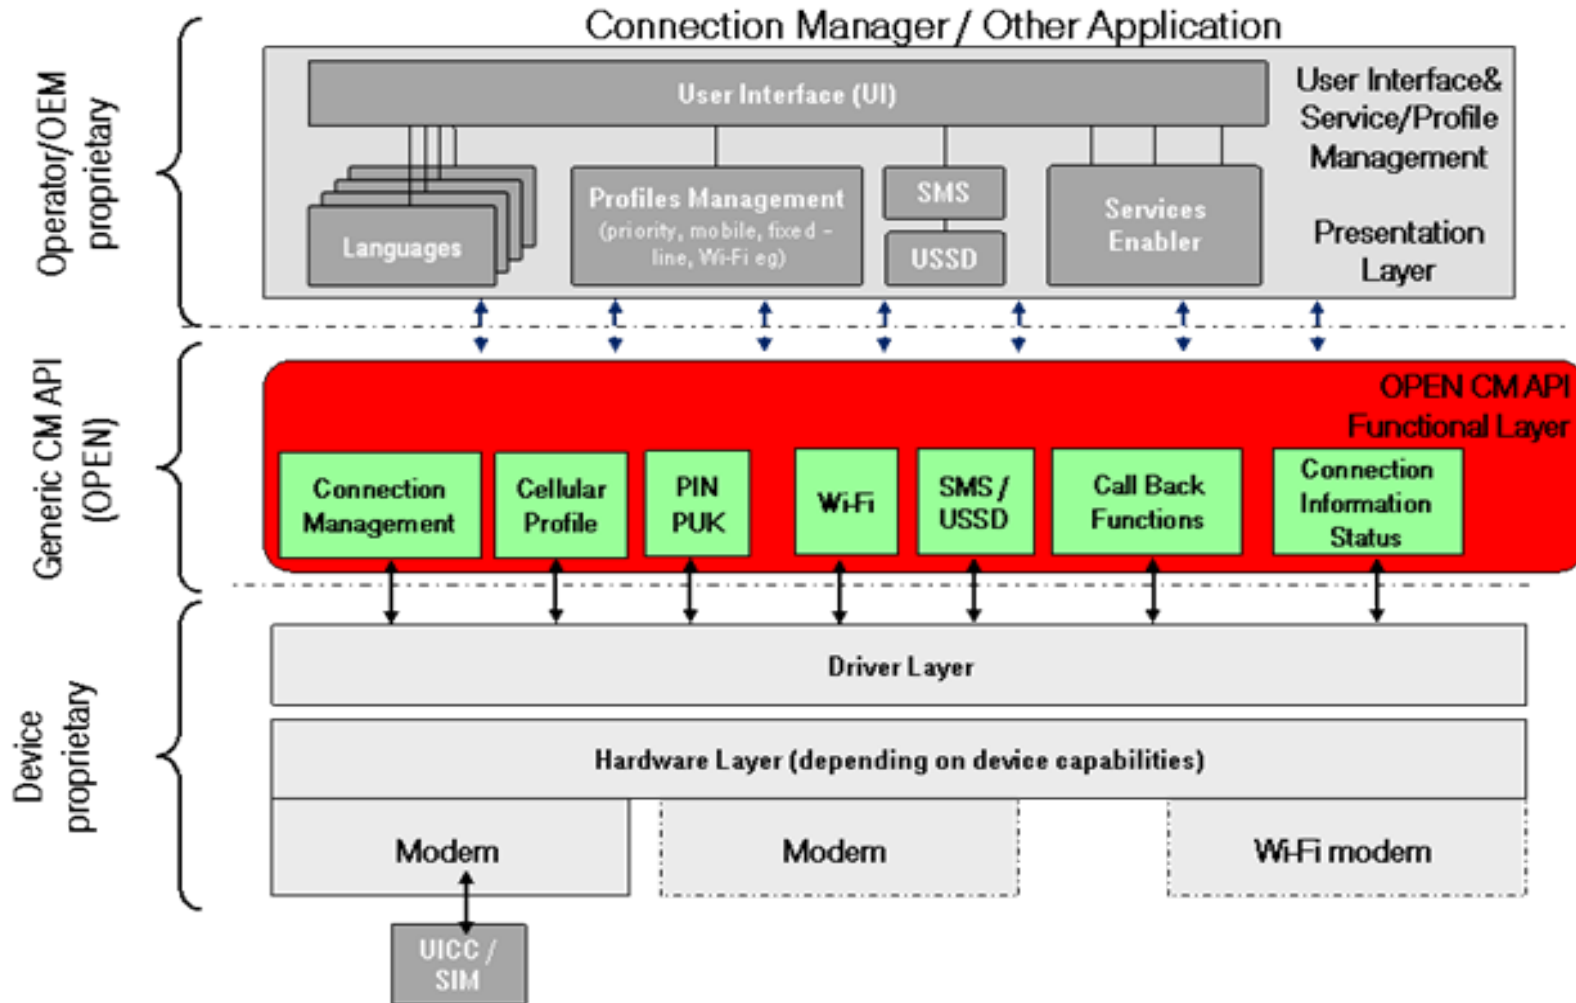 Connection Manager / Other Application
Operator/OEM
proprietary
User Interface (UI)
User Interface&
Service/Profile
Management
Presentation
Layer
Languages
Profiles Management
(priority, mobile, fixed –
line, Wi-Fi eg)
SMS
USSD
Services
Enabler
Generic CM API
(OPEN)
OPEN CM API
Functional Layer
Connection
Management
Cellular
Profile
PIN
PUK
Wi-Fi
SMS /
USSD
Call Back
Functions
Connection
Information
Status
Device
proprietary
Driver Layer
Hardware Layer (depending on device capabilities)
Modem
Modem
Wi-Fi modem
UICC /
SIM